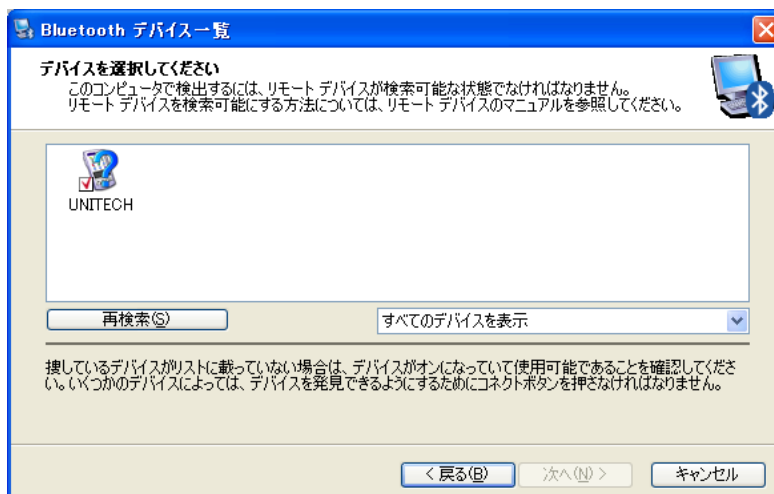 Bluetooth デバイス一覧
デバイスを選択してください
このコンピュータで検出するには、リモート デバイスが検索可能な状態でなければなりません。
リモート デバイスを検索可能にする方法については、リモート デバイスのマニュアルを参照してください。
UNITECH
再検索(S)
すべてのデバイスを表示
捜しているデバイスがリストに載っていない場合は、デバイスがオンになっていて使用可能であることを確認してくださ
い。いくつかのデバイスによっては、デバイスを発見できるようにするためにコネクトボタンを押さなければなりません。
< 戻る(B)
次へ(N) >
キャンセル